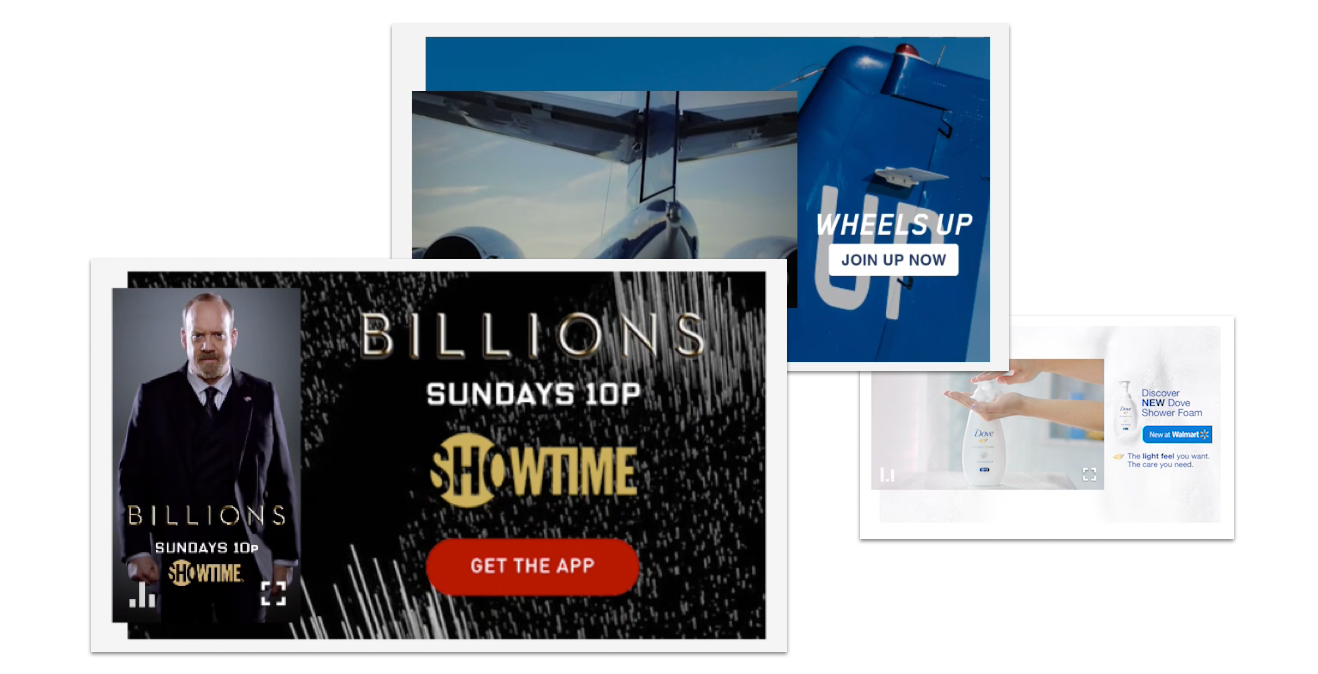 UP
WHEELS UP
JOIN UP NOW
BILLIONS
SUNDAYS 10P
SHOWTIME
GET THE APP
BILLIONS
SUNDAYS 10P
SHOWTIME
Dove
Dove
Discover
NEW Dove
Shower Foam
New at Walmart
The light feel you want.
The care you need.